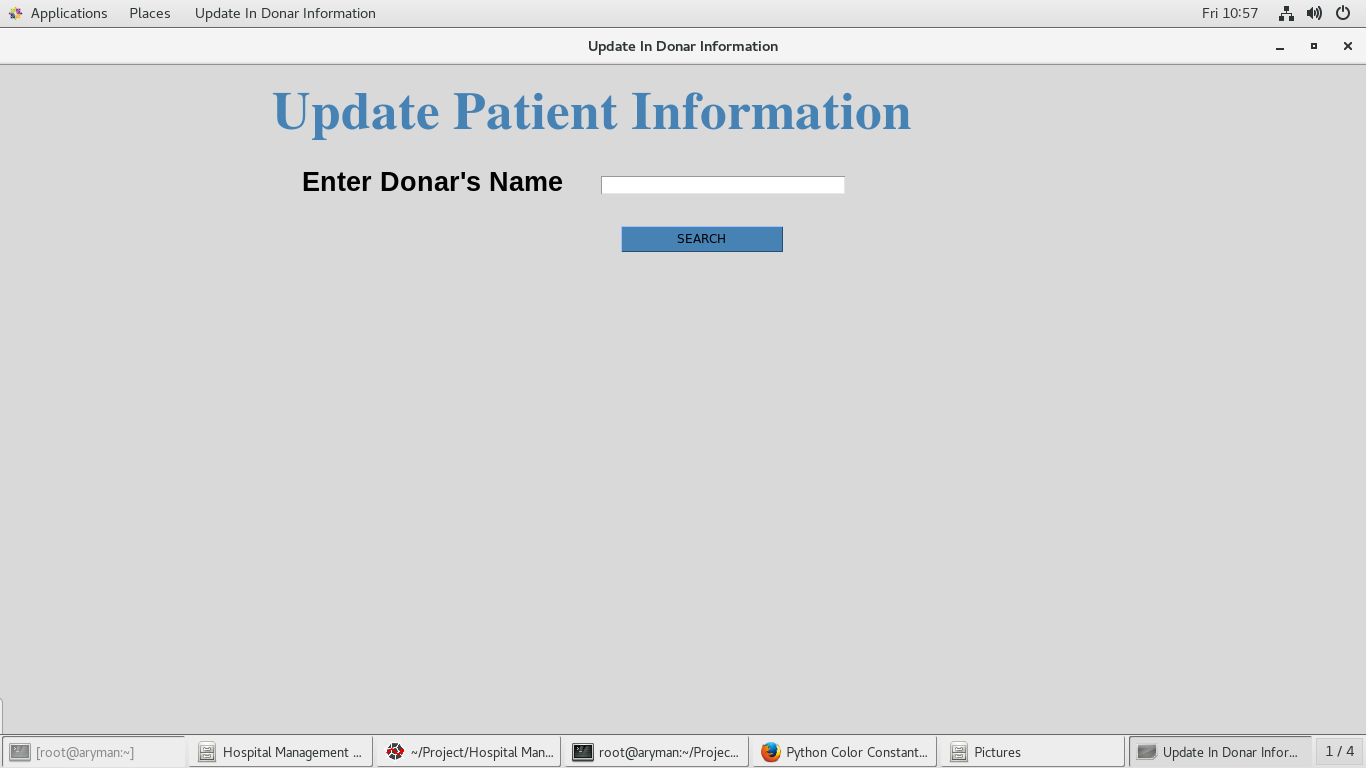 Applications Places Update In Donar Information Fri 10:57
Update In Donar Information
Update Patient Information
Enter Donar's Name
SEARCH
[root@aryman:~] Hospital Management ... ~/Project/Hospital Man... root@aryman:~/Projec... Python Color Constant... Pictures Update In Donar Infor... 1 / 4